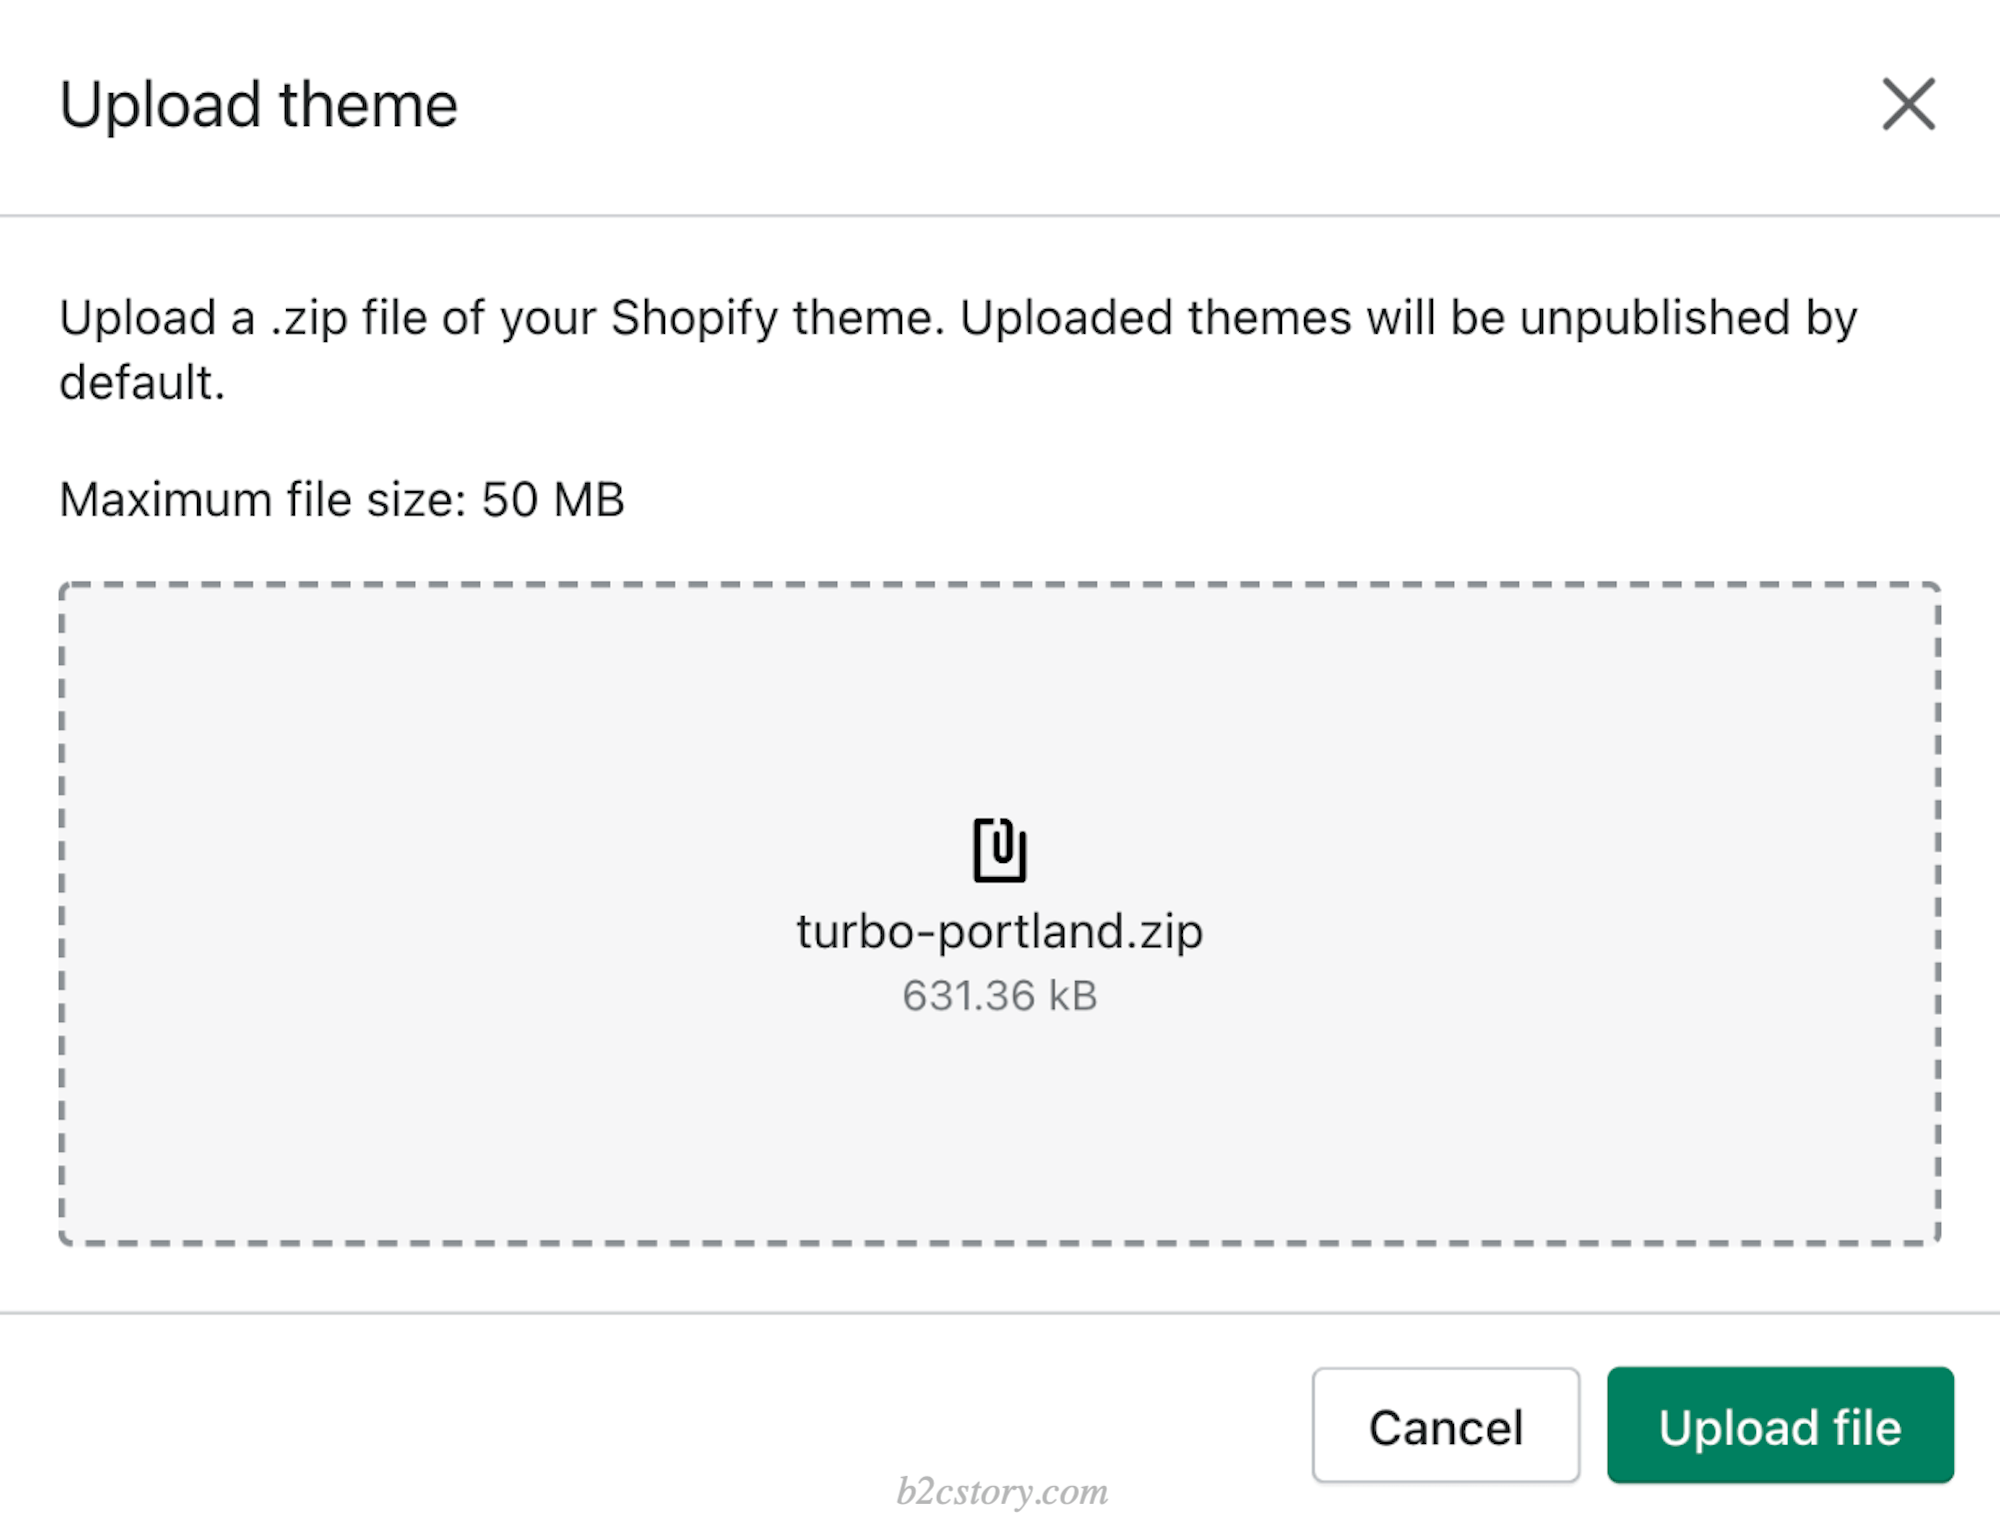 Upload theme
Upload a .zip file of your Shopify theme. Uploaded themes will be unpublished by
default.
Maximum file size: 50 MB
turbo-portland.zip
631.36 kB
Cancel
Upload file
b2cstory.com